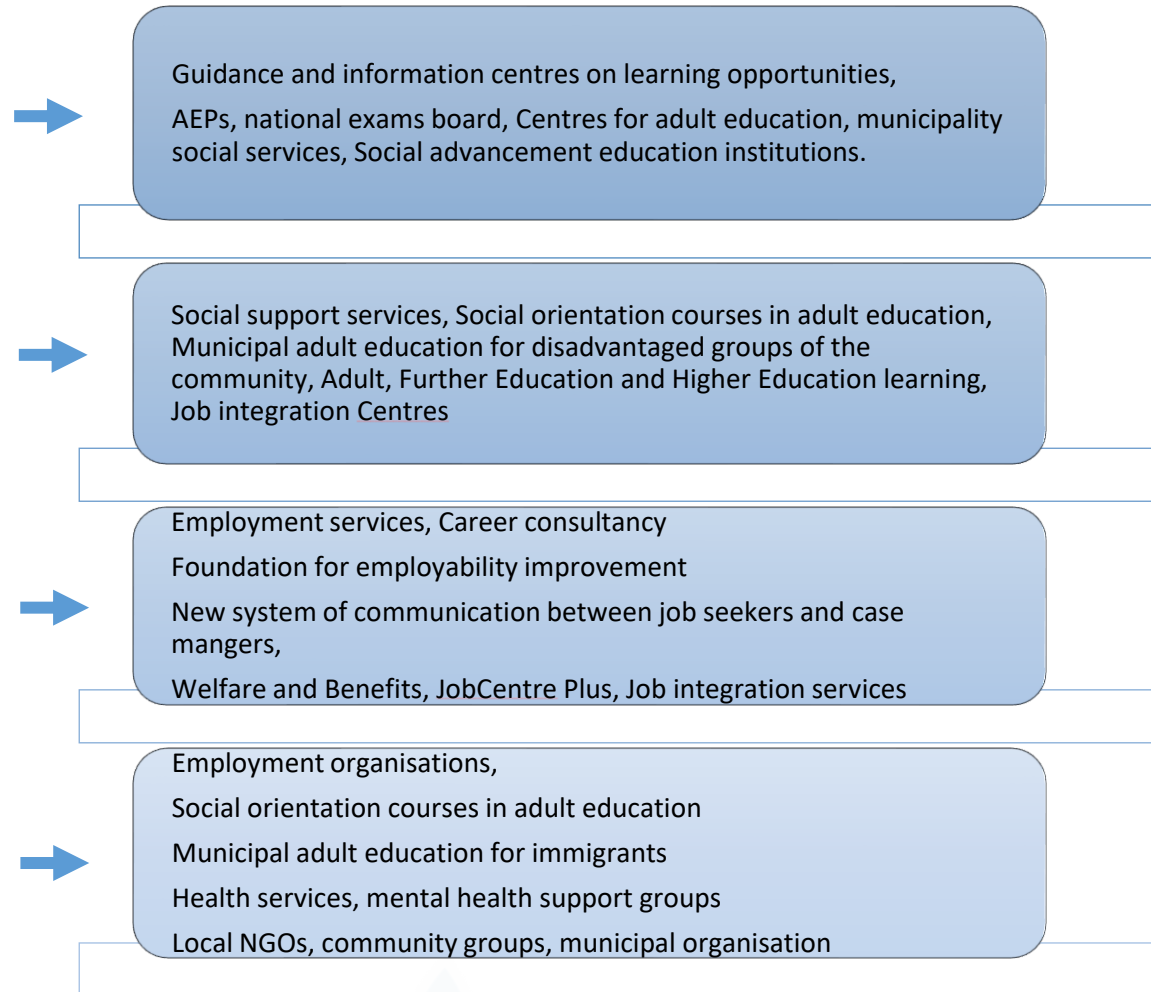 Guidance and information centres on learning opportunities,
AEPs, national exams board, Centres for adult education, municipality
social services, Social advancement education institutions.
Social support services, Social orientation courses in adult education,
Municipal adult education for disadvantaged groups of the
community, Adult, Further Education and Higher Education learning,
Job integration Centres
Employment services, Career consultancy
Foundation for employability improvement
New system of communication between job seekers and case
mangers,
Welfare and Benefits, JobCentre Plus, Job integration services
Employment organisations,
Social orientation courses in adult education
Municipal adult education for immigrants
Health services, mental health support groups
Local NGOs, community groups, municipal organisation